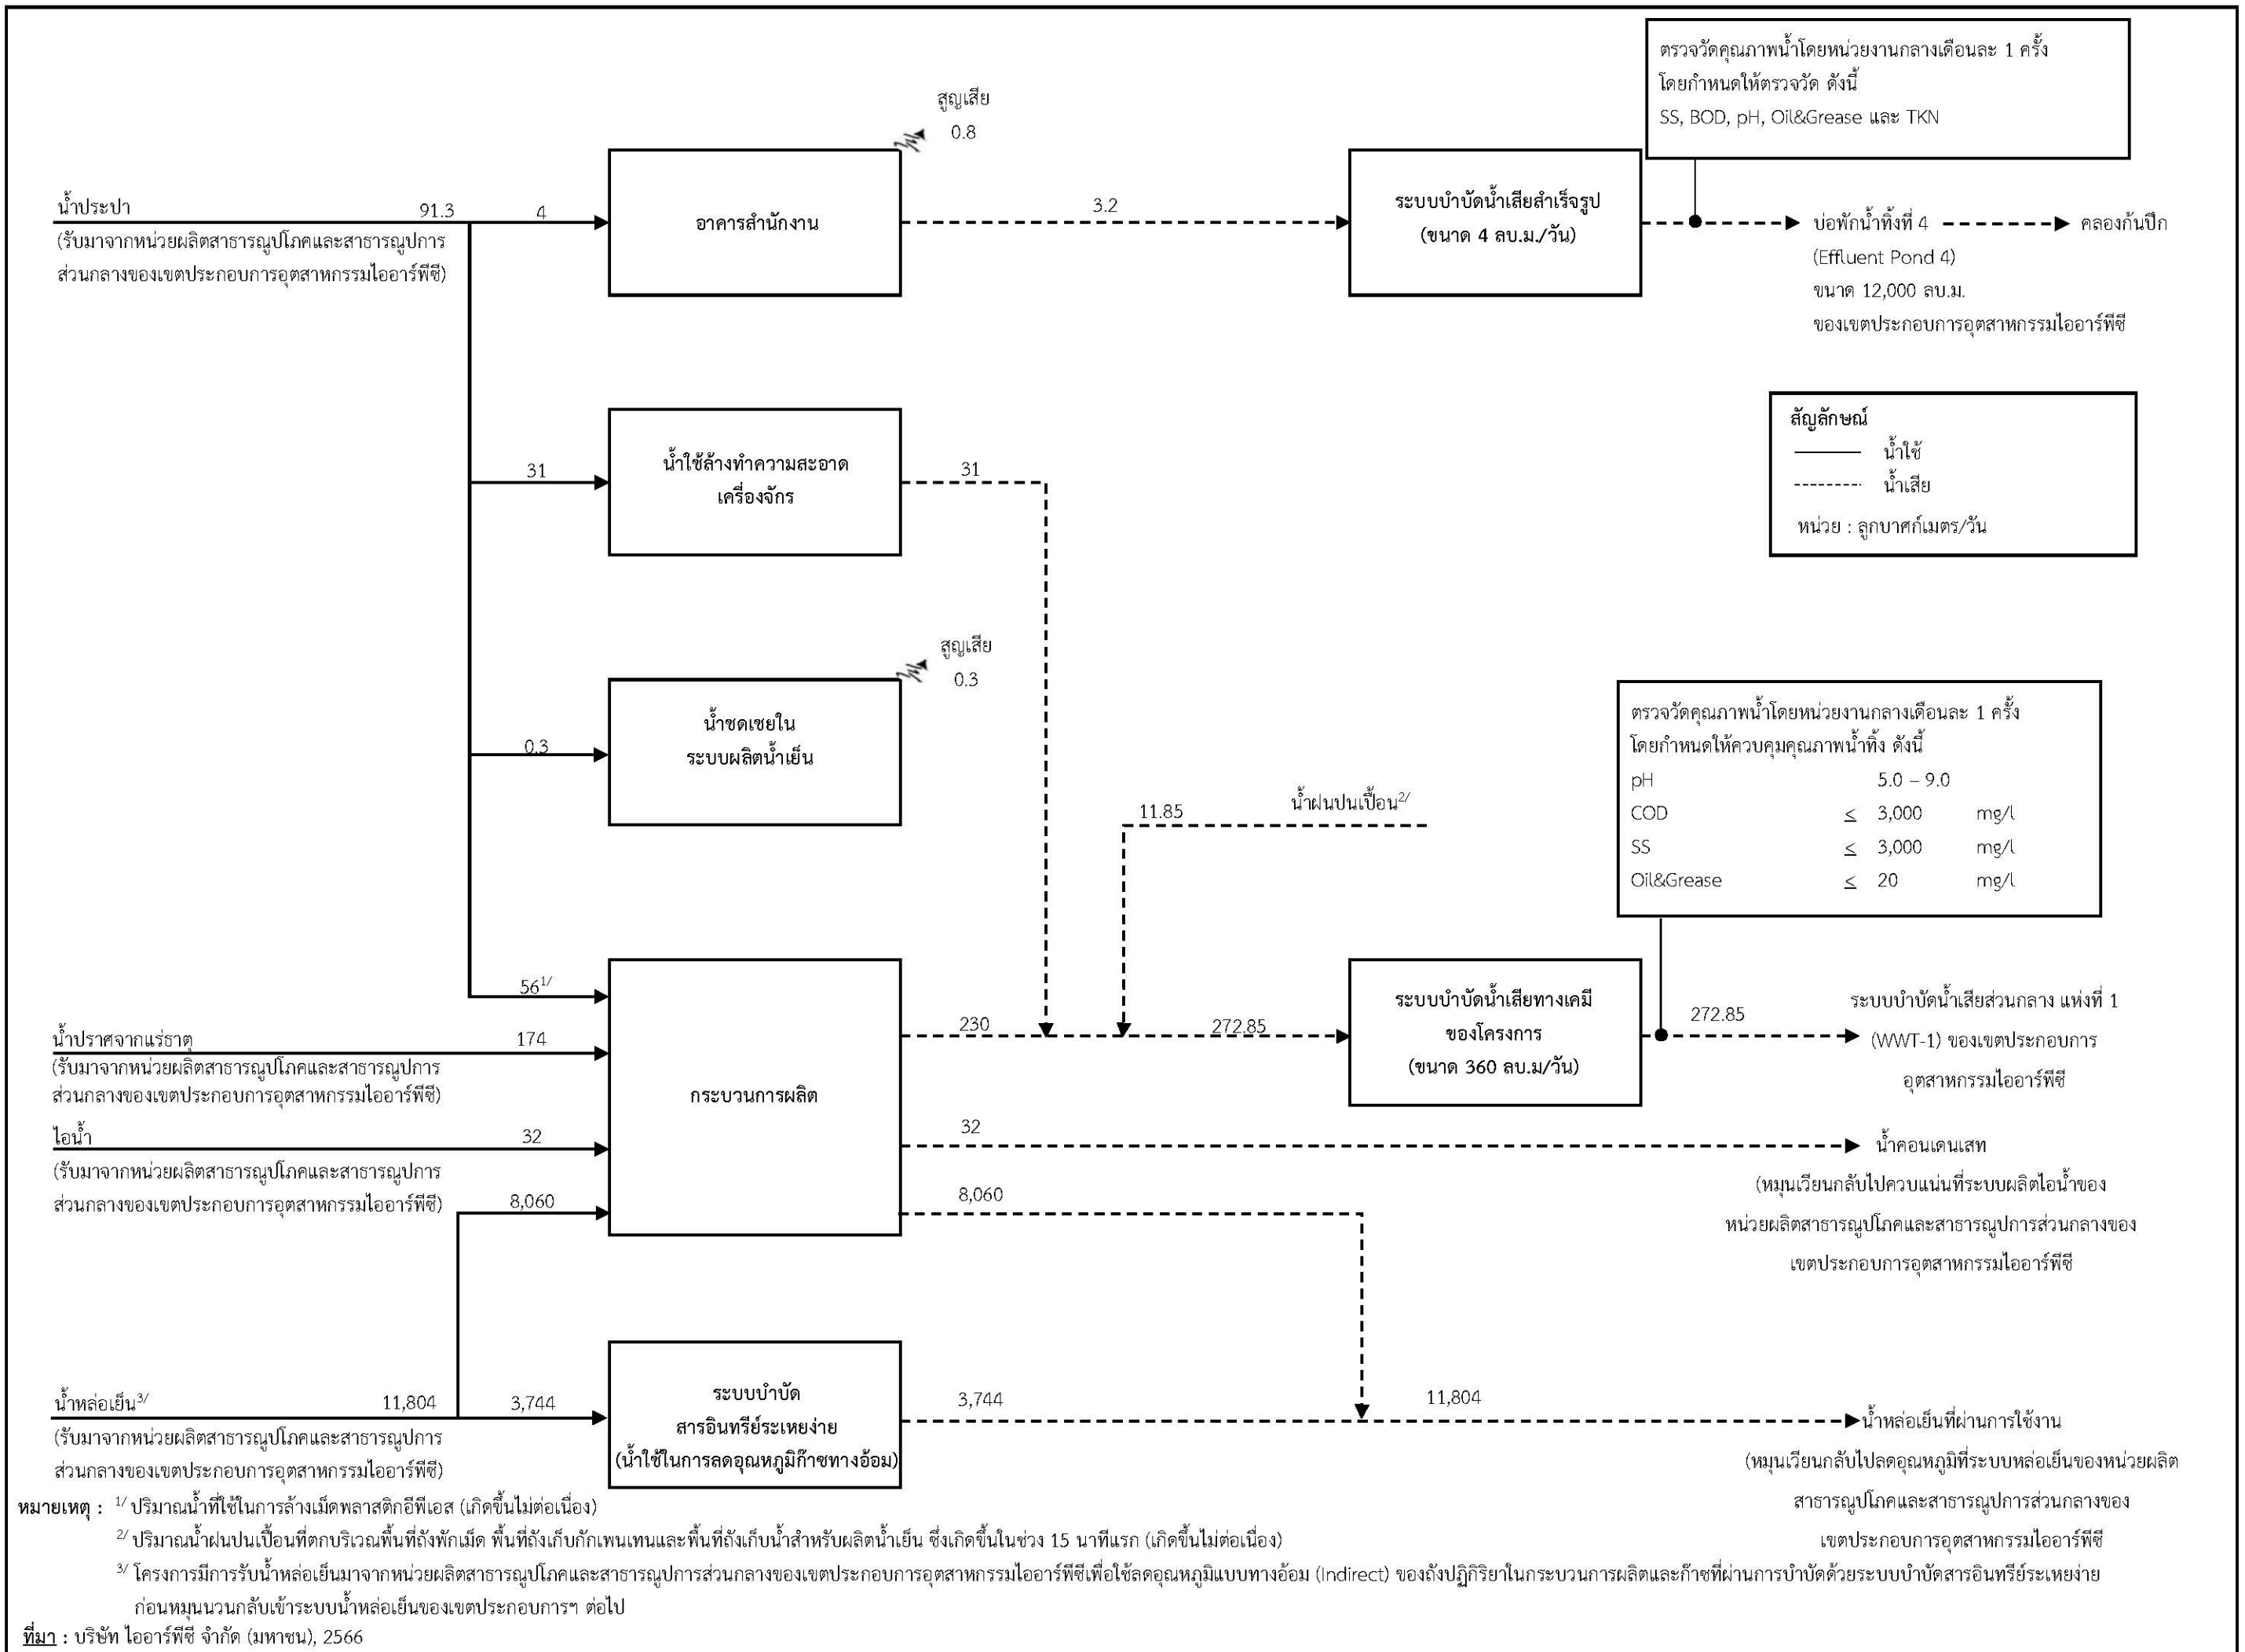 ตรวจวัดคุณภาพน้ำโดยหน่วยงานกลางเดือนละ 1 ครั้ง
โดยกำหนดให้ตรวจวัด ดังนี้
SS, BOD, pH, Oil&Grease และ TKN
สูญเสีย
0.8
น้ำประปา
91.3
4
(รับมาจากหน่วยผลิตสาธารณูปโภคและสาธารณูปการ
ส่วนกลางของเขตประกอบการอุตสาหกรรมไออาร์พีซี)
อาคารสำนักงาน
3.2
ระบบบำบัดน้ำเสียสำเร็จรูป
(ขนาด 4 ลบ.ม./วัน)
บ่อพักน้ำทิ้งที่ 4
(Effluent Pond 4)
ขนาด 12,000 ลบ.ม.
ของเขตประกอบการอุตสาหกรรมไออาร์พีซี
คลองก้นปึก
สัญลักษณ์
น้ำใช้
น้ำเสีย
หน่วย : ลูกบาศก์เมตร/วัน
31
น้ำใช้ล้างทำความสะอาด
เครื่องจักร
31
สูญเสีย
0.3
0.3
น้ำชดเชยใน
ระบบผลิตน้ำเย็น
ตรวจวัดคุณภาพน้ำโดยหน่วยงานกลางเดือนละ 1 ครั้ง
โดยกำหนดให้ควบคุมคุณภาพน้ำทิ้ง ดังนี้
pH 5.0 – 9.0
COD ≤ 3,000 mg/l
SS ≤ 3,000 mg/l
Oil&Grease ≤ 20 mg/l
11.85
น้ำฝนปนเปื้อน2/
561/
น้ำปราศจากแร่ธาตุ
174
(รับมาจากหน่วยผลิตสาธารณูปโภคและสาธารณูปการ
ส่วนกลางของเขตประกอบการอุตสาหกรรมไออาร์พีซี)
ไอน้ำ
32
(รับมาจากหน่วยผลิตสาธารณูปโภคและสาธารณูปการ
ส่วนกลางของเขตประกอบการอุตสาหกรรมไออาร์พีซี)
8,060
กระบวนการผลิต
230
272.85
ระบบบำบัดน้ำเสียทางเคมี
ของโครงการ
(ขนาด 360 ลบ.ม/วัน)
272.85
ระบบบำบัดน้ำเสียส่วนกลาง แห่งที่ 1
(WWT-1) ของเขตประกอบการ
อุตสาหกรรมไออาร์พีซี
32
น้ำคอนเดนเสท
(หมุนเวียนกลับไปควบแน่นที่ระบบผลิตไอน้ำของ
หน่วยผลิตสาธารณูปโภคและสาธารณูปการส่วนกลางของ
เขตประกอบการอุตสาหกรรมไออาร์พีซี
8,060
น้ำหล่อเย็น3/
11,804
3,744
(รับมาจากหน่วยผลิตสาธารณูปโภคและสาธารณูปการ
ส่วนกลางของเขตประกอบการอุตสาหกรรมไออาร์พีซี)
ระบบบำบัด
สารอินทรีย์ระเหยง่าย
(น้ำใช้ในการลดอุณหภูมิก๊าซทางอ้อม)
3,744
11,804
น้ำหล่อเย็นที่ผ่านการใช้งาน
(หมุนเวียนกลับไปลดอุณหภูมิที่ระบบหล่อเย็นของหน่วยผลิต
สาธารณูปโภคและสาธารณูปการส่วนกลางของ
เขตประกอบการอุตสาหกรรมไออาร์พีซี
หมายเหตุ : 1/ ปริมาณน้ำที่ใช้ในการล้างเม็ดพลาสติกอีพีเอส (เกิดขึ้นไม่ต่อเนื่อง)
2/ ปริมาณน้ำฝนปนเปื้อนที่ตกบริเวณพื้นที่ถังพักเม็ด พื้นที่ถังเก็บกักเพนเทนและพื้นที่ถังเก็บน้ำสำหรับผลิตน้ำเย็น ซึ่งเกิดขึ้นในช่วง 15 นาทีแรก (เกิดขึ้นไม่ต่อเนื่อง)
3/ โครงการมีการรับน้ำหล่อเย็นมาจากหน่วยผลิตสาธารณูปโภคและสาธารณูปการส่วนกลางของเขตประกอบการอุตสาหกรรมไออาร์พีซีเพื่อใช้ลดอุณหภูมิแบบทางอ้อม (Indirect) ของถังปฏิกิริยาในกระบวนการผลิตและก๊าซที่ผ่านการบำบัดด้วยระบบบำบัดสารอินทรีย์ระเหยง่าย
ก่อนหมุนนวนกลับเข้าระบบน้ำหล่อเย็นของเขตประกอบการฯ ต่อไป
ที่มา : บริษัท ไออาร์พีซี จำกัด (มหาชน), 2566